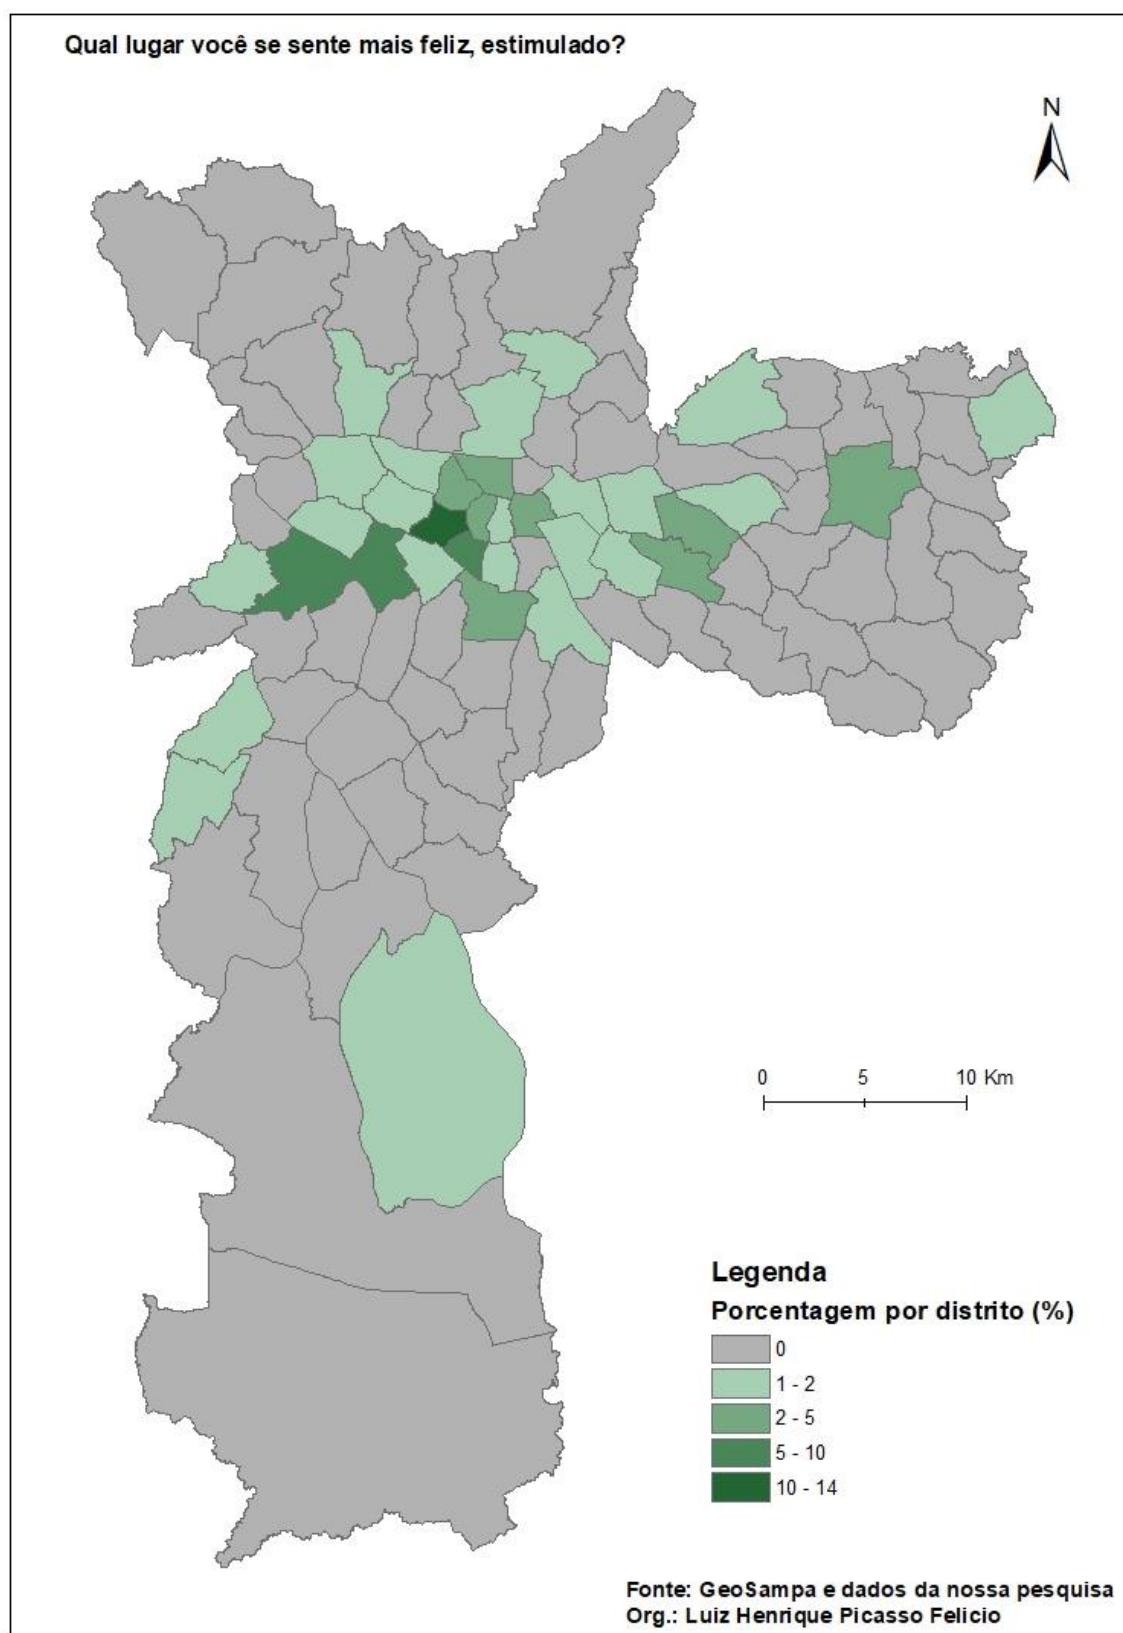 Qual lugar você se sente mais feliz, estimulado?
N
0 5 10 Km
Legenda
Porcentagem por distrito (%)
0
1 - 2
2 - 5
5 - 10
10 - 14
Fonte: GeoSampa e dados da nossa pesquisa
Org.: Luiz Henrique Picasso Felicio